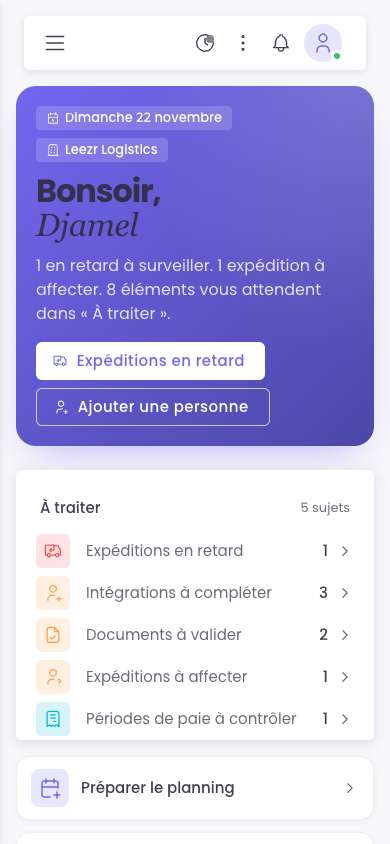 Dimanche 22 novembre
Leezr Logistics
Bonsoir,
Djamel
1 en retard à surveiller. 1 expédition à
affecter. 8 éléments vous attendent
dans « À traiter ».
Expéditions en retard
Ajouter une personne
À traiter 5 sujets
Expéditions en retard 1
Intégrations à compléter 3
Documents à valider 2
Expéditions à affecter 1
Périodes de paie à contrôler 1
Préparer le planning